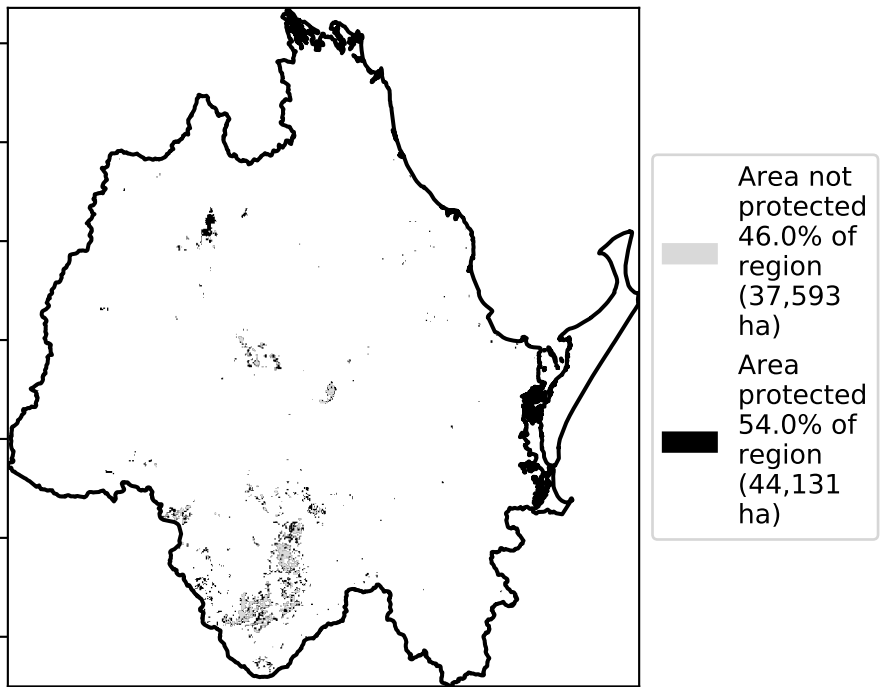 Area not
protected
46.0% of
region
(37,593
ha)
Area
protected
54.0% of
region
(44,131
ha)